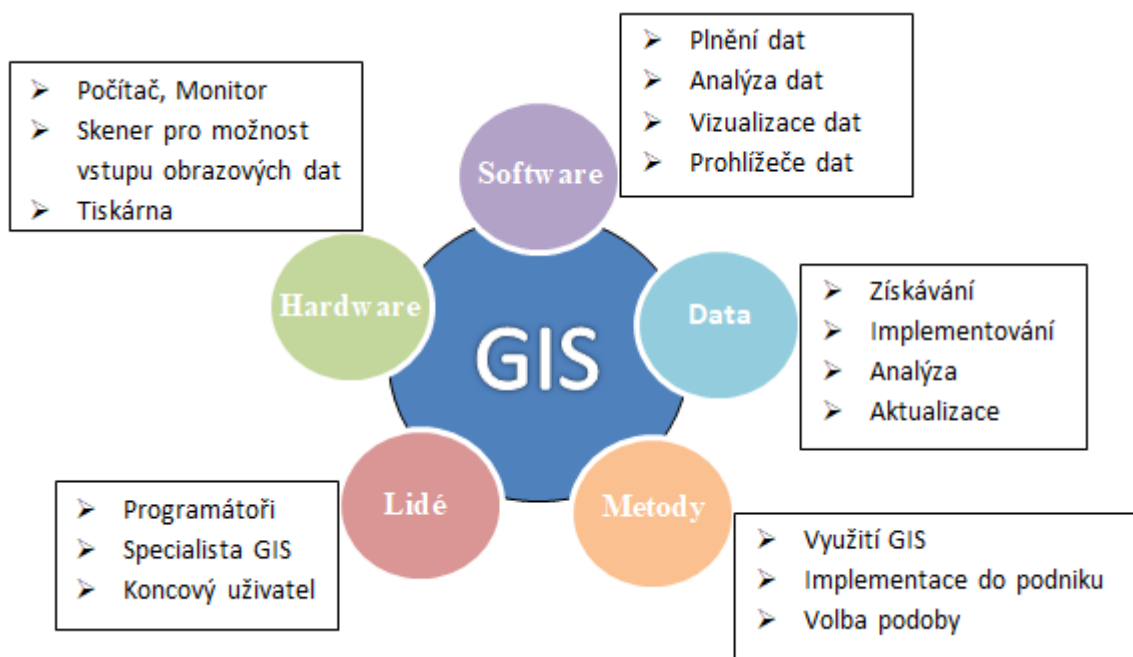 Plnění dat
Analýza dat
Vizualizace dat
Prohlížeče dat
Počítač, Monitor
Skener pro možnost
vstupu obrazových dat
Tiskárna
Software
Hardware
Data
GIS
Získávání
Implementování
Analýza
Aktualizace
Lidé
Metody
Programátoři
Specialista GIS
Koncový uživatel
Využití GIS
Implementace do podniku
Volba podoby